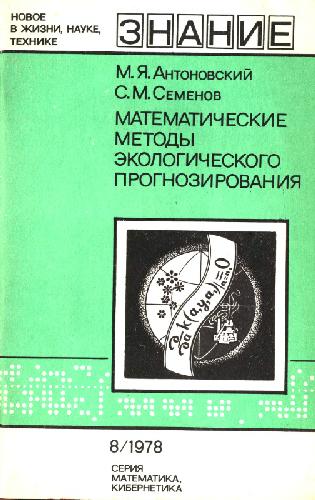 НОВОЕ
В ЖИЗНИ, НАУКЕ,
ТЕХНИКЕ
ЗНАНИЕ
М. Я. АНТОНОВСКИЙ
С. М. СЕМЕНОВ
МАТЕМАТИЧЕСКИЕ
МЕТОДЫ
ЭКОЛОГИЧЕСКОГО
ПРОГНОЗИРОВАНИЯ
8/1978
СЕРИЯ
МАТЕМАТИКА,
КИБЕРНЕТИКА